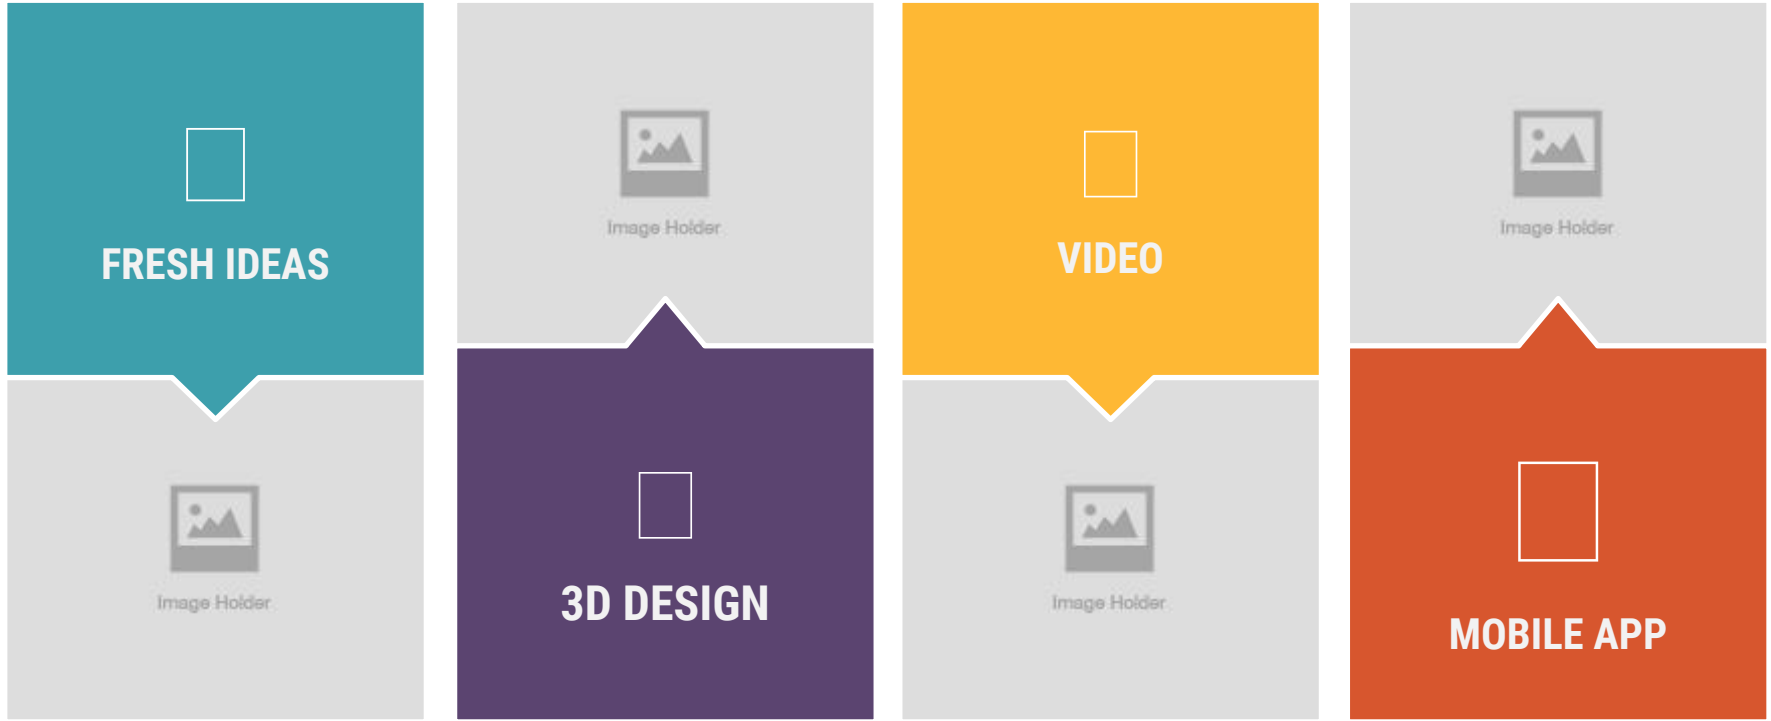 FRESH IDEAS
Image Holder
Image Holder
3D DESIGN
VIDEO
Image Holder
Image Holder
MOBILE APP